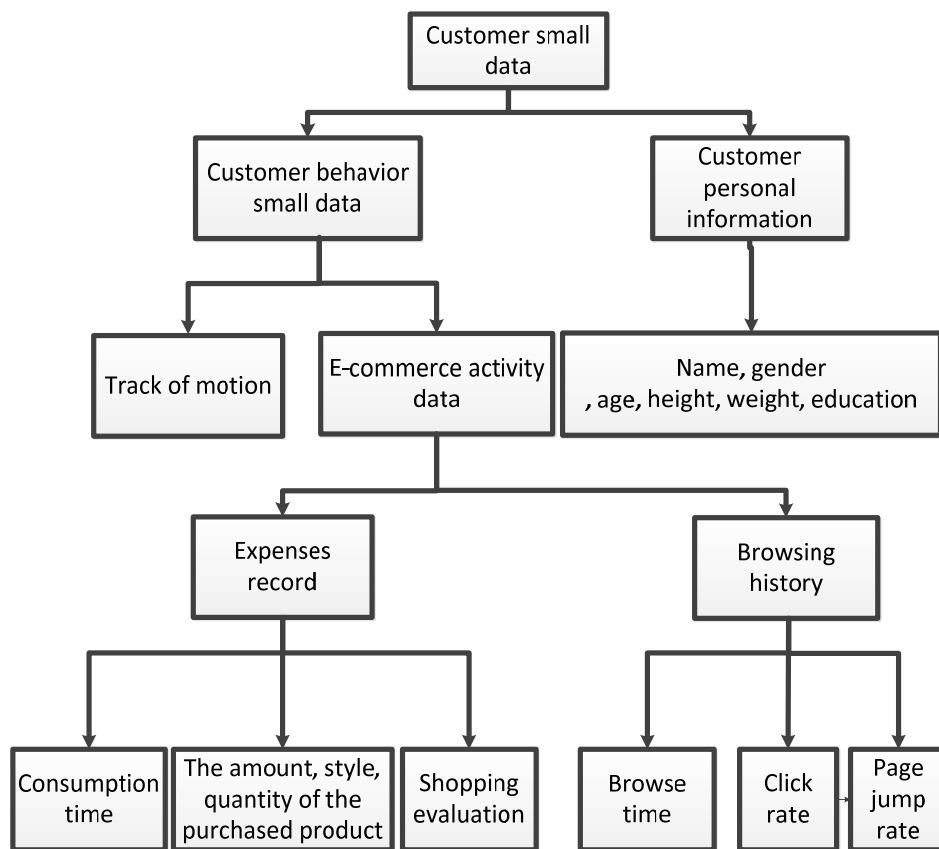 Customer small
data
Customer behavior
small data
Customer
personal
information
Track of motion
E-commerce activity
data
Name, gender
, age, height, weight, education
Expenses
record
Browsing
history
Consumption
time
The amount, style,
quantity of the
purchased product
Shopping
evaluation
Browse
time
Click
rate
Page
jump
rate